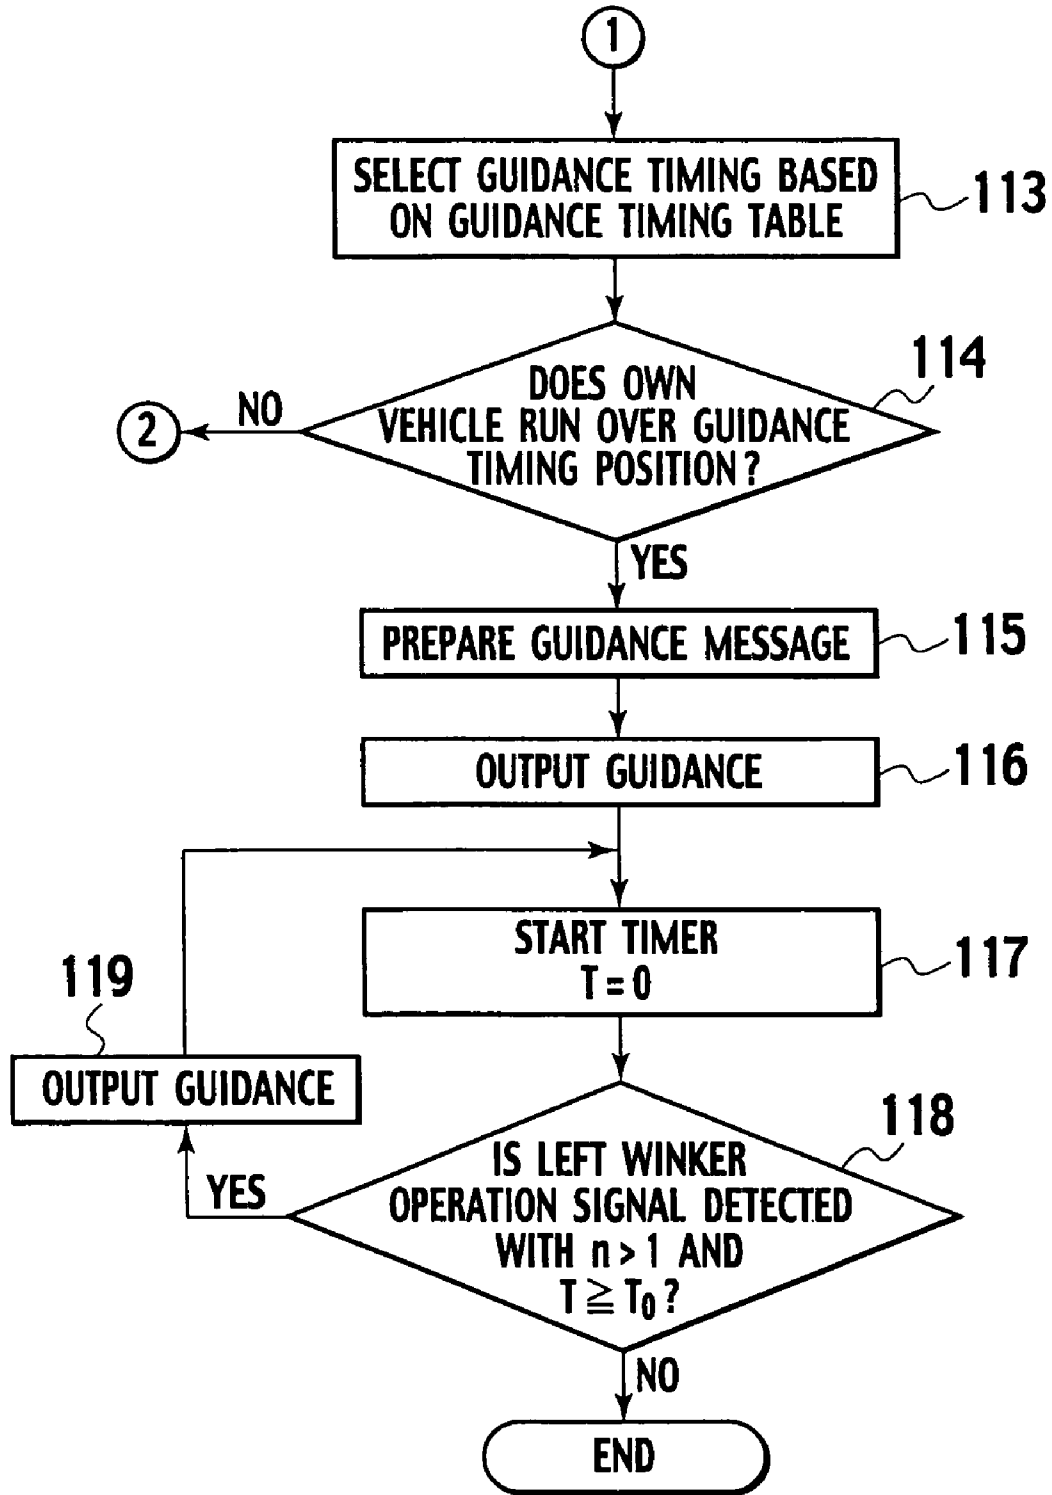 1
SELECT GUIDANCE TIMING BASED
ON GUIDANCE TIMING TABLE
113
DOES OWN
VEHICLE RUN OVER GUIDANCE
TIMING POSITION?
114
NO
2
YES
PREPARE GUIDANCE MESSAGE
115
OUTPUT GUIDANCE
116
START TIMER
T = 0
117
119
OUTPUT GUIDANCE
IS LEFT WINKER
OPERATION SIGNAL DETECTED
WITH n > 1 AND
T ≧ T₀ ?
118
YES
NO
END